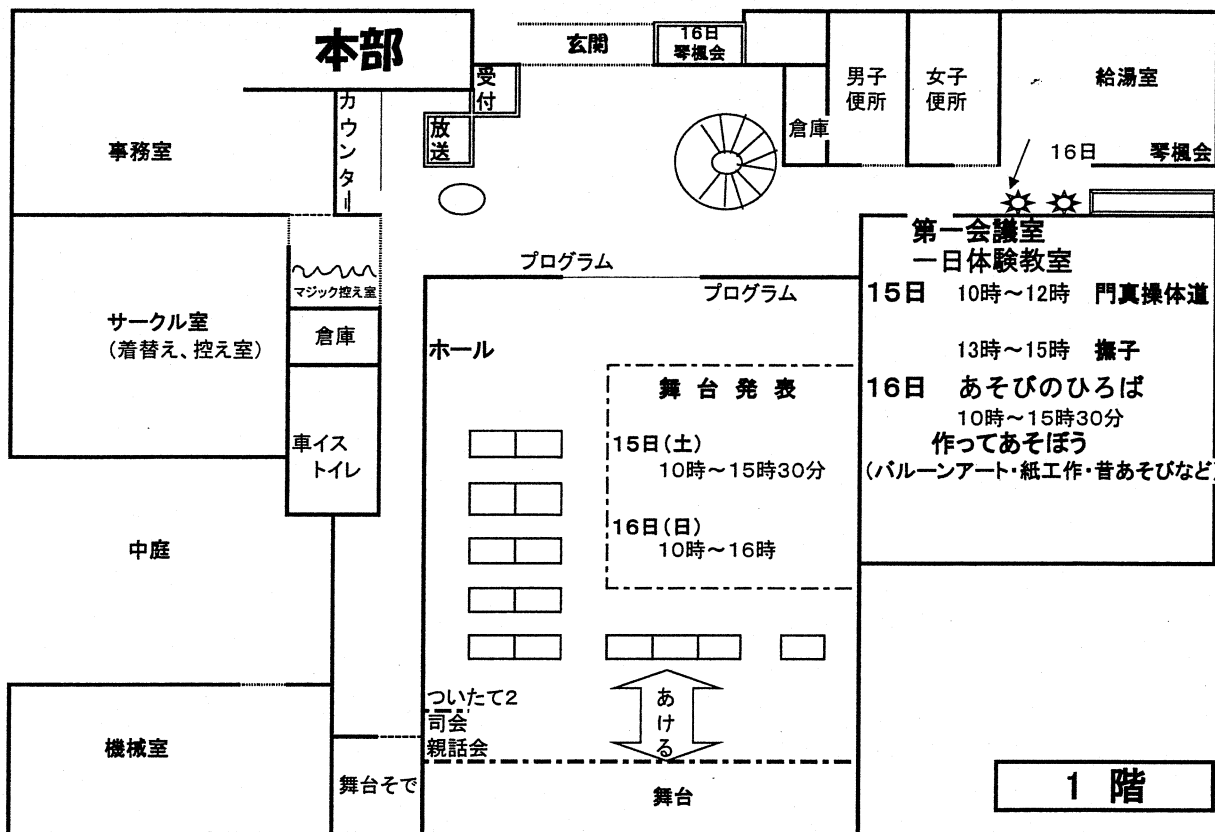 本部
玄関
16日
琴楓会
受付
放送
カウンター
事務室
倉庫
男子
便所
女子
便所
給湯室
16日 琴楓会
プログラム
プログラム
マジック控え室
倉庫
サークル室
(着替え、控え室)
車イス
トイレ
ホール
舞台発表
15日(土)
10時～15時30分
16日(日)
10時～16時
第一会議室
一日体験教室
15日 10時～12時 門真操体道
13時～15時 撫子
16日 あそびのひろば
10時～15時30分
作ってあそぼう
(バルーンアート・紙工作・昔あそびなど)
中庭
機械室
ついたて2
司会
親話会
あける
舞台そで
舞台
1 階